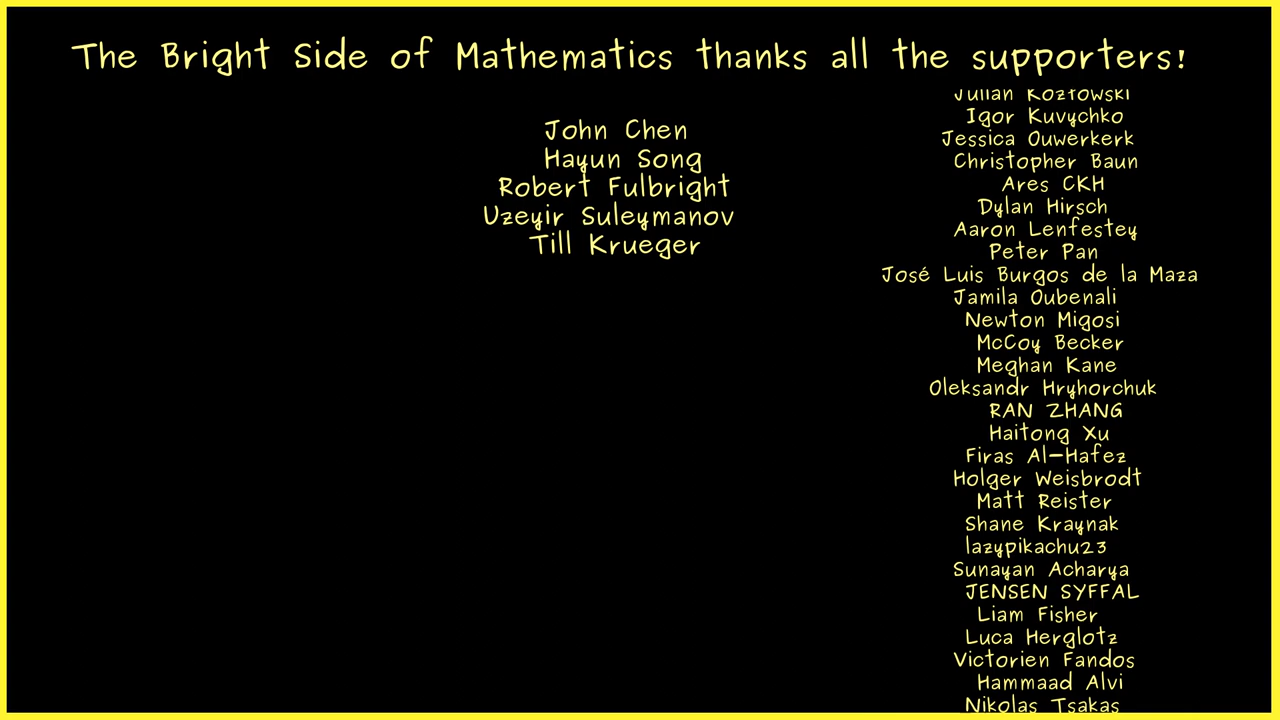 The Bright Side of Mathematics thanks all the supporters!
John Chen
Hayun Song
Robert Fulbright
Uzeyir Suleymanov
Till Krueger
Julian Kozłowski
Igor Kuvychko
Jessica Ouwerkerk
Christopher Baun
Ares CKH
Dylan Hirsch
Aaron Lenfestey
Peter Pan
José Luis Burgos de la Maza
Jamila Oubenali
Newton Migosi
McCoy Becker
Meghan Kane
Oleksandr Hryhorchuk
RAN ZHANG
Haitong Xu
Firas Al-Hafez
Holger Weisbrodt
Matt Reister
Shane Kraynak
lazypikachu23
Sunayan Acharya
JENSEN SYFFAL
Liam Fisher
Luca Herglotz
Victorien Fandos
Hammaad Alvi
Nikolas Tsakas